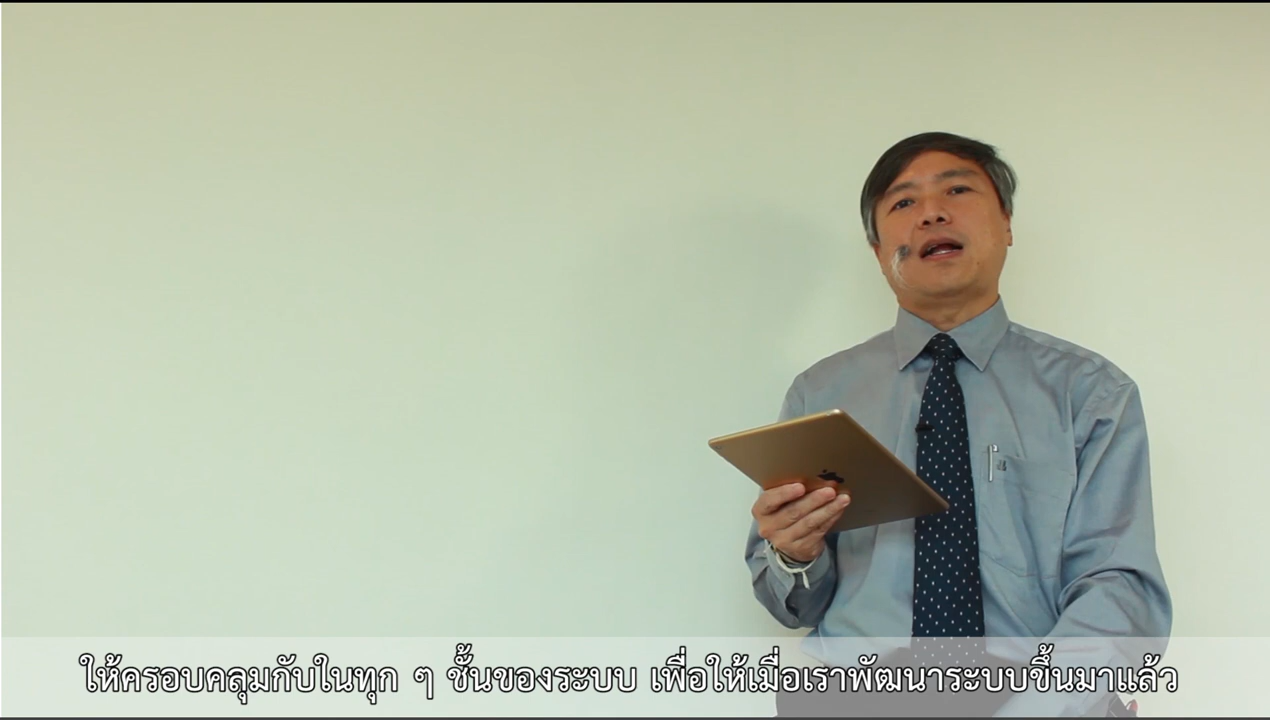 ให้ครอบคลุมกับในทุก ๆ ชั้นของระบบ เพื่อให้เมื่อเราพัฒนาระบบขึ้นมาแล้ว